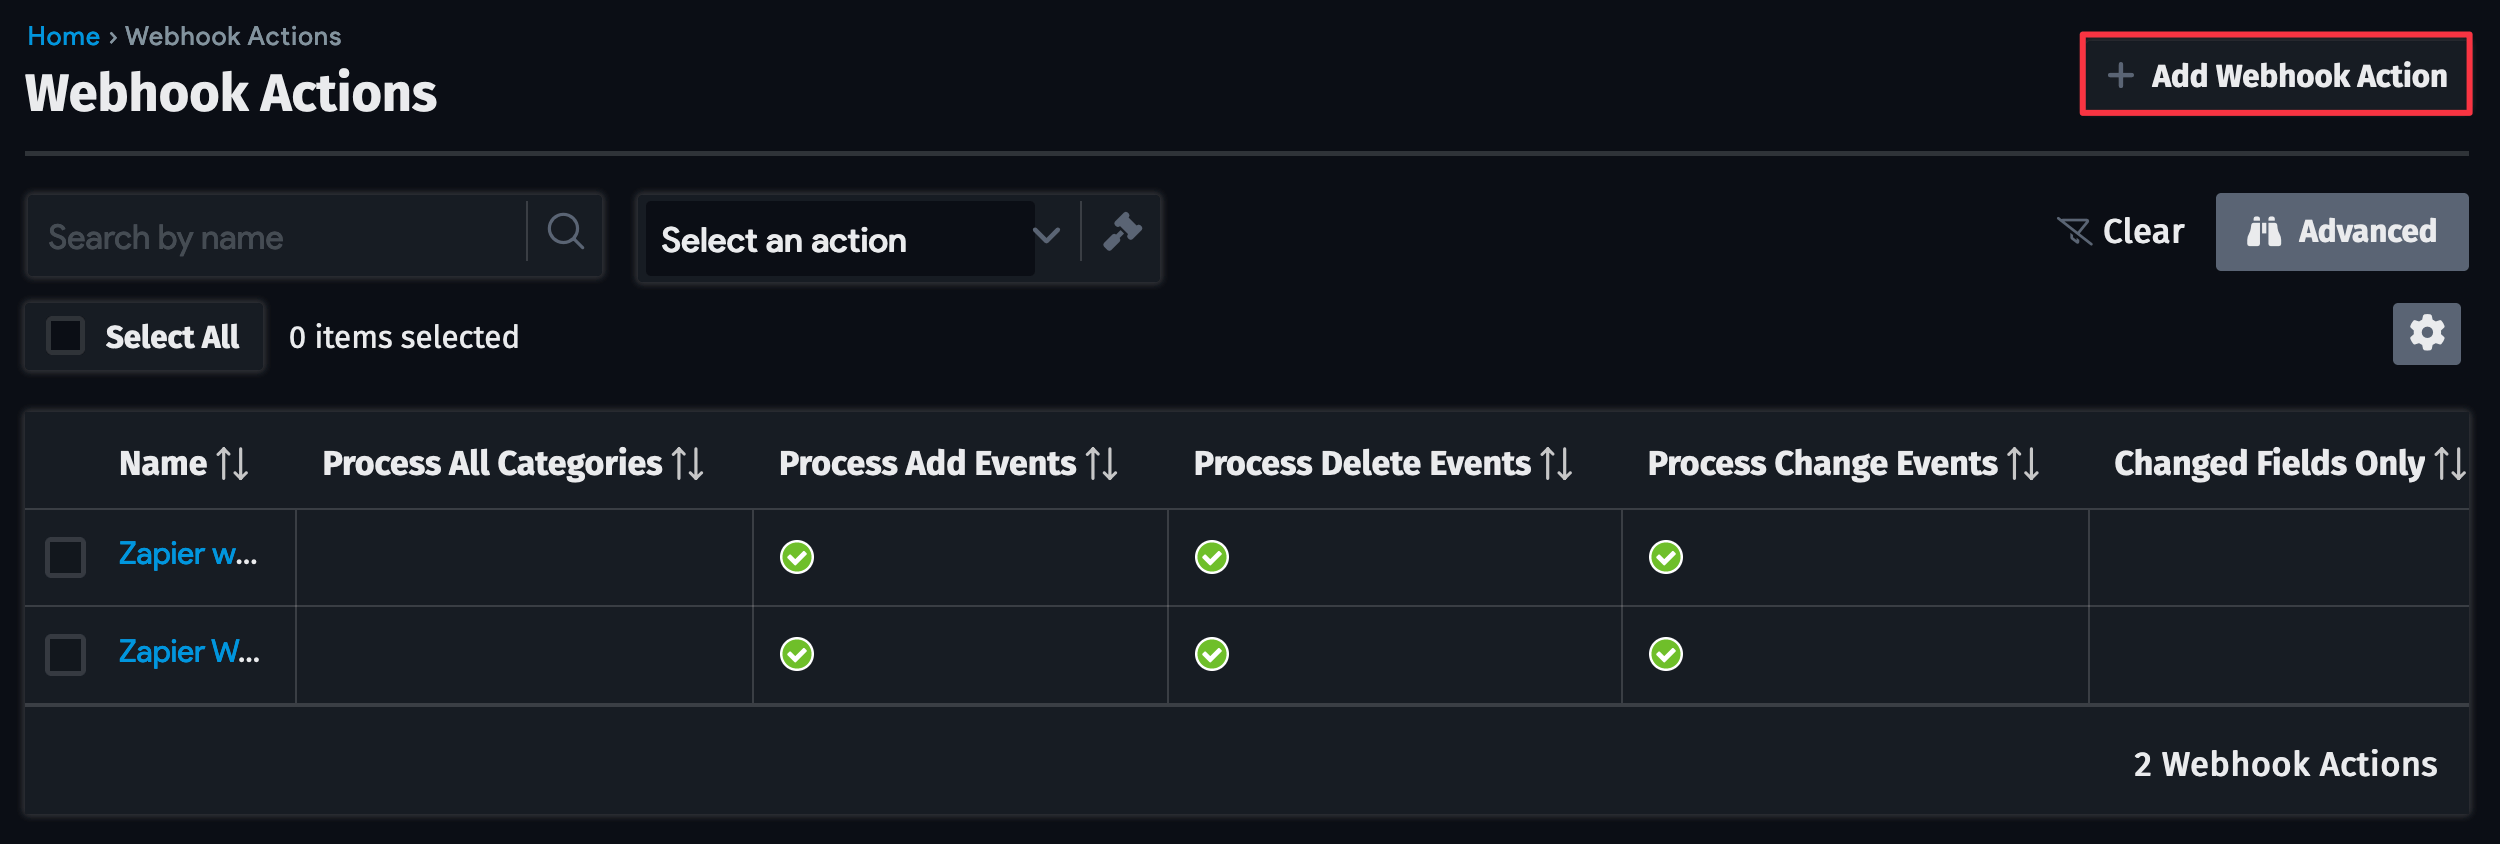 Home › Webhook Actions
Webhook Actions
Add Webhook Action
Search by name
Select an action
Clear
Advanced
Select All
0 items selected
Name Process All Categories Process Add Events Process Delete Events Process Change Events Changed Fields Only
Zapier w...
Zapier W...
2 Webhook Actions